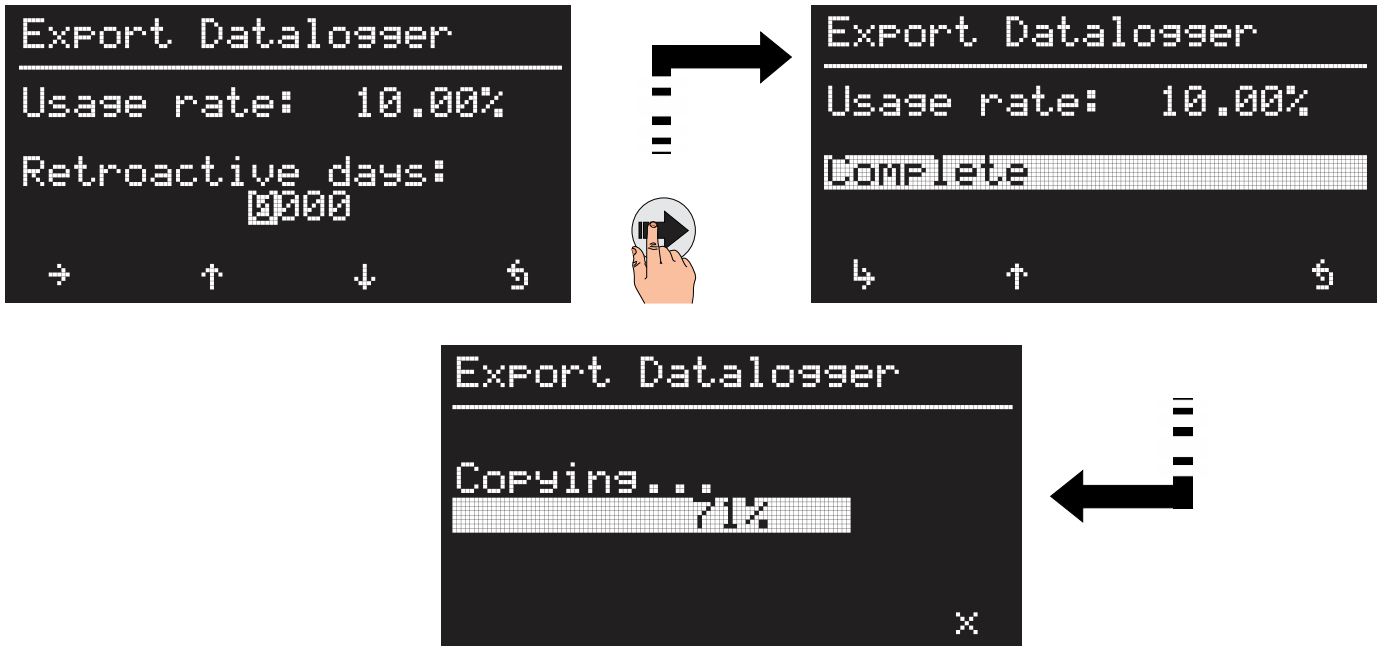 Export Datalogger
Usage rate: 10.00%
Retroactive days:
0000
→ ↑ ↓
Export Datalogger
Usage rate: 10.00%
Complete
↳ ↑
Export Datalogger
Copying...
71%
×